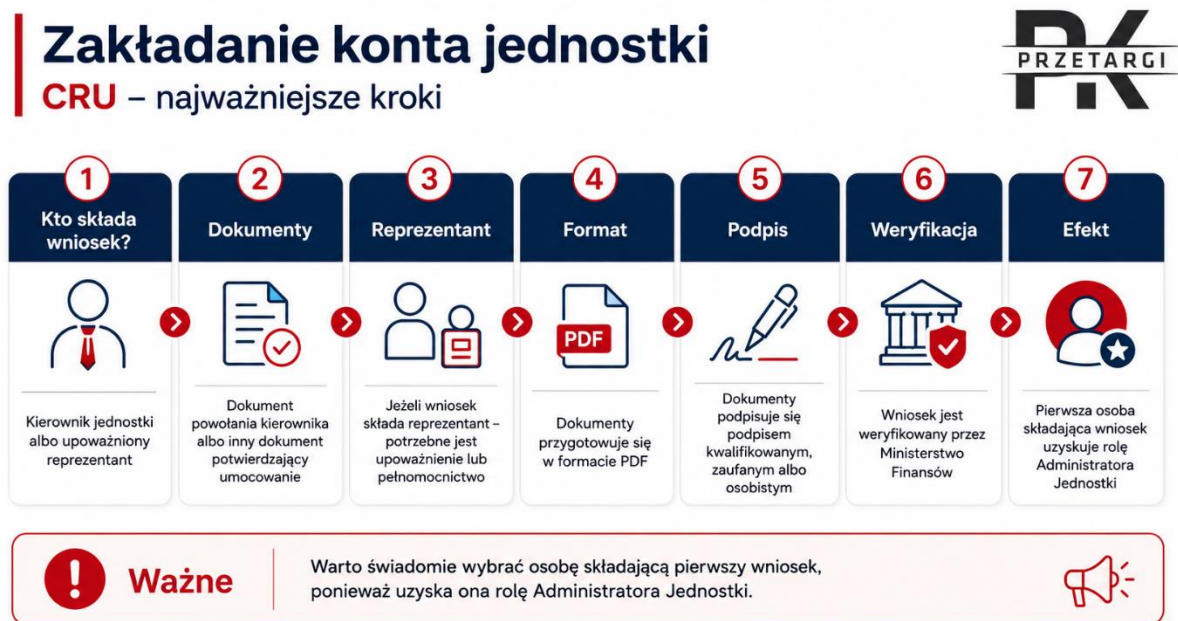 Zakładanie konta jednostki
CRU – najważniejsze kroki
PK
PRZETARGI
1
Kto składa
wniosek?
Kierownik jednostki
albo upoważniony
reprezentant
2
Dokumenty
Dokument
powołania kierownika
albo inny dokument
potwierdzający
umocowanie
3
Reprezentant
Jeżeli wniosek
składa reprezentant –
potrzebne jest
upoważnienie lub
pełnomocnictwo
4
Format
PDF
Dokumenty
przygotowuje się
w formacie PDF
5
Podpis
Dokumenty
podpisuje się
podpisem
kwalifikowanym,
zaufanym albo
osobistym
6
Weryfikacja
Wniosek jest
weryfikowany przez
Ministerstwo
Finansów
7
Efekt
Pierwsza osoba
składająca wniosek
uzyskuje rolę
Administratora
Jednostki
Ważne
Warto świadomie wybrać osobę składającą pierwszy wniosek,
ponieważ uzyska ona rolę Administratora Jednostki.